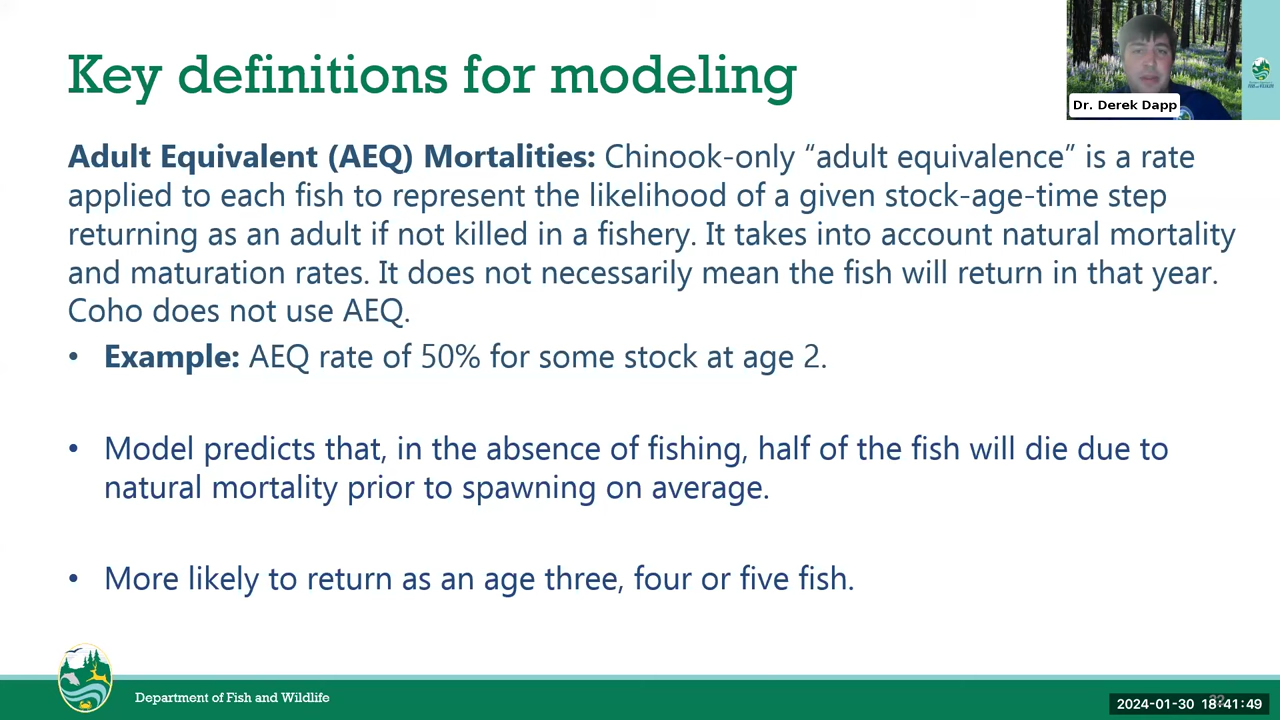 Key definitions for modeling
Dr. Derek Dapp
Adult Equivalent (AEQ) Mortalities: Chinook-only “adult equivalence” is a rate
applied to each fish to represent the likelihood of a given stock-age-time step
returning as an adult if not killed in a fishery. It takes into account natural mortality
and maturation rates. It does not necessarily mean the fish will return in that year.
Coho does not use AEQ.
• Example: AEQ rate of 50% for some stock at age 2.
• Model predicts that, in the absence of fishing, half of the fish will die due to
natural mortality prior to spawning on average.
• More likely to return as an age three, four or five fish.
Department of Fish and Wildlife
2024-01-30 18:41:49